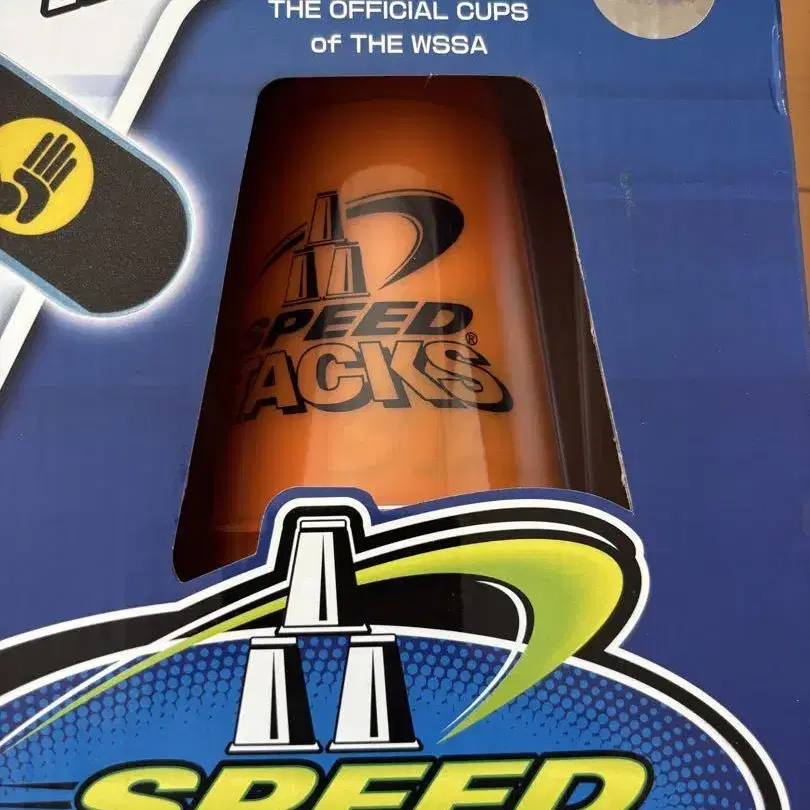 THE OFFICIAL CUPS
of THE WSSA
SPEED
TACKS®
SPEED